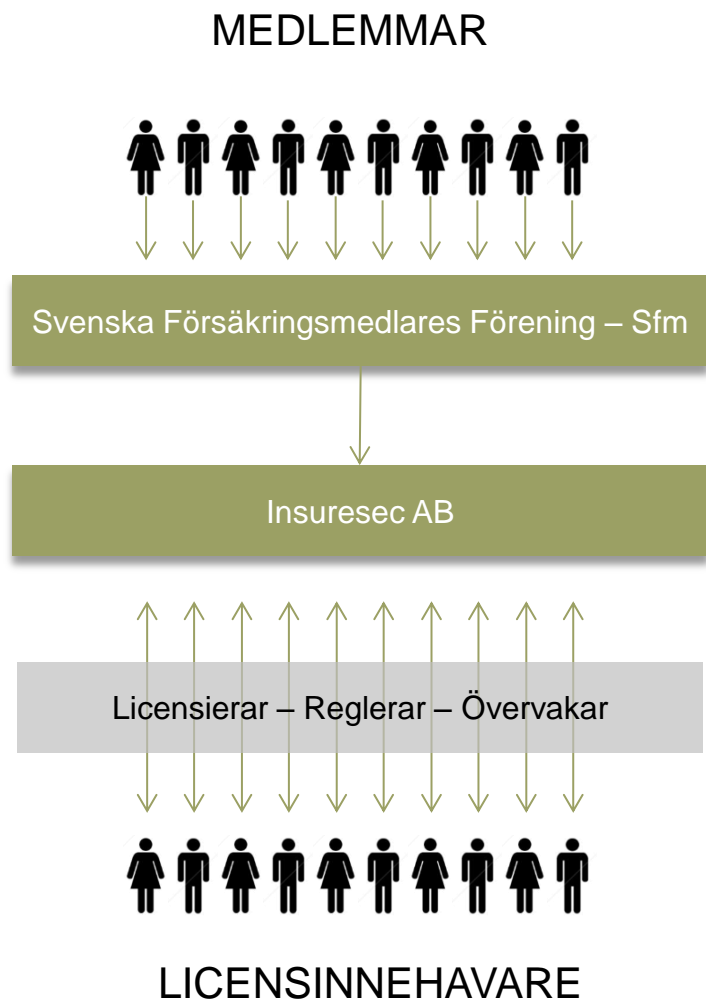 MEDLEMMAR
Svenska Försäkringsmedlares Förening – Sfm
Insuresec AB
Licensierar – Reglerar – Övervakar
LICENSINNEHAVARE